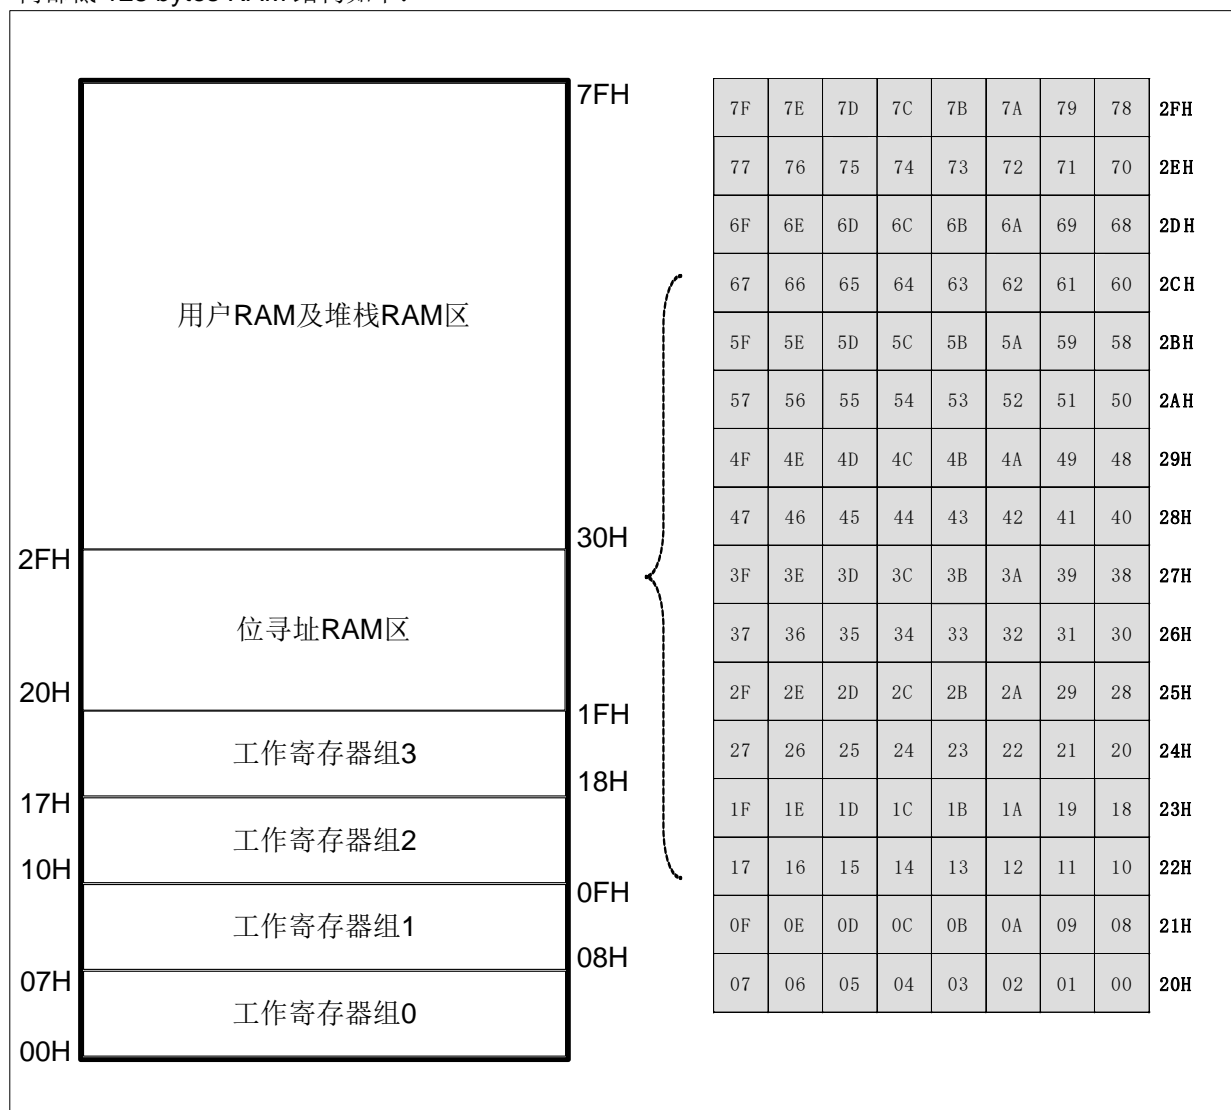 7FH
用户RAM及堆栈RAM区
30H
2FH
位寻址RAM区
20H
1FH
工作寄存器组3
18H
17H
工作寄存器组2
10H
0FH
工作寄存器组1
08H
07H
工作寄存器组0
00H
7F 7E 7D 7C 7B 7A 79 78 2FH
77 76 75 74 73 72 71 70 2EH
6F 6E 6D 6C 6B 6A 69 68 2DH
67 66 65 64 63 62 61 60 2CH
5F 5E 5D 5C 5B 5A 59 58 2BH
57 56 55 54 53 52 51 50 2AH
4F 4E 4D 4C 4B 4A 49 48 29H
47 46 45 44 43 42 41 40 28H
3F 3E 3D 3C 3B 3A 39 38 27H
37 36 35 34 33 32 31 30 26H
2F 2E 2D 2C 2B 2A 29 28 25H
27 26 25 24 23 22 21 20 24H
1F 1E 1D 1C 1B 1A 19 18 23H
17 16 15 14 13 12 11 10 22H
0F 0E 0D 0C 0B 0A 09 08 21H
07 06 05 04 03 02 01 00 20H